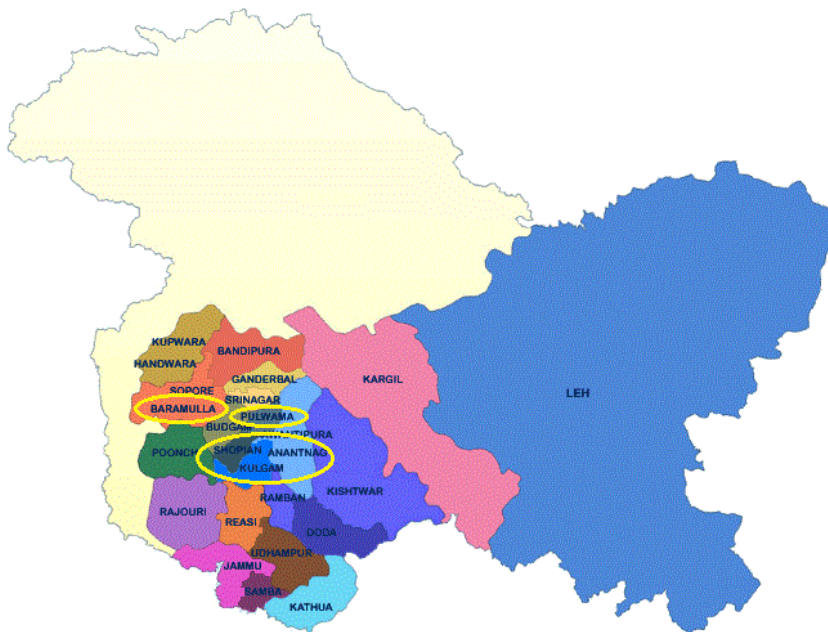 KUPWARA
BANDIPURA
HANDWARA
GANDERBAL
KARGIL
SOPORE
LEH
SRINAGAR
BARAMULLA
PULWAMA
BUDGAM
POONCH
SHOPIAN
ANANTNAG
KULGAM
KISHTWAR
RAMBAN
RAJOURI
REASI
DODA
UDHAMPUR
JAMMU
SAMBA
KATHUA